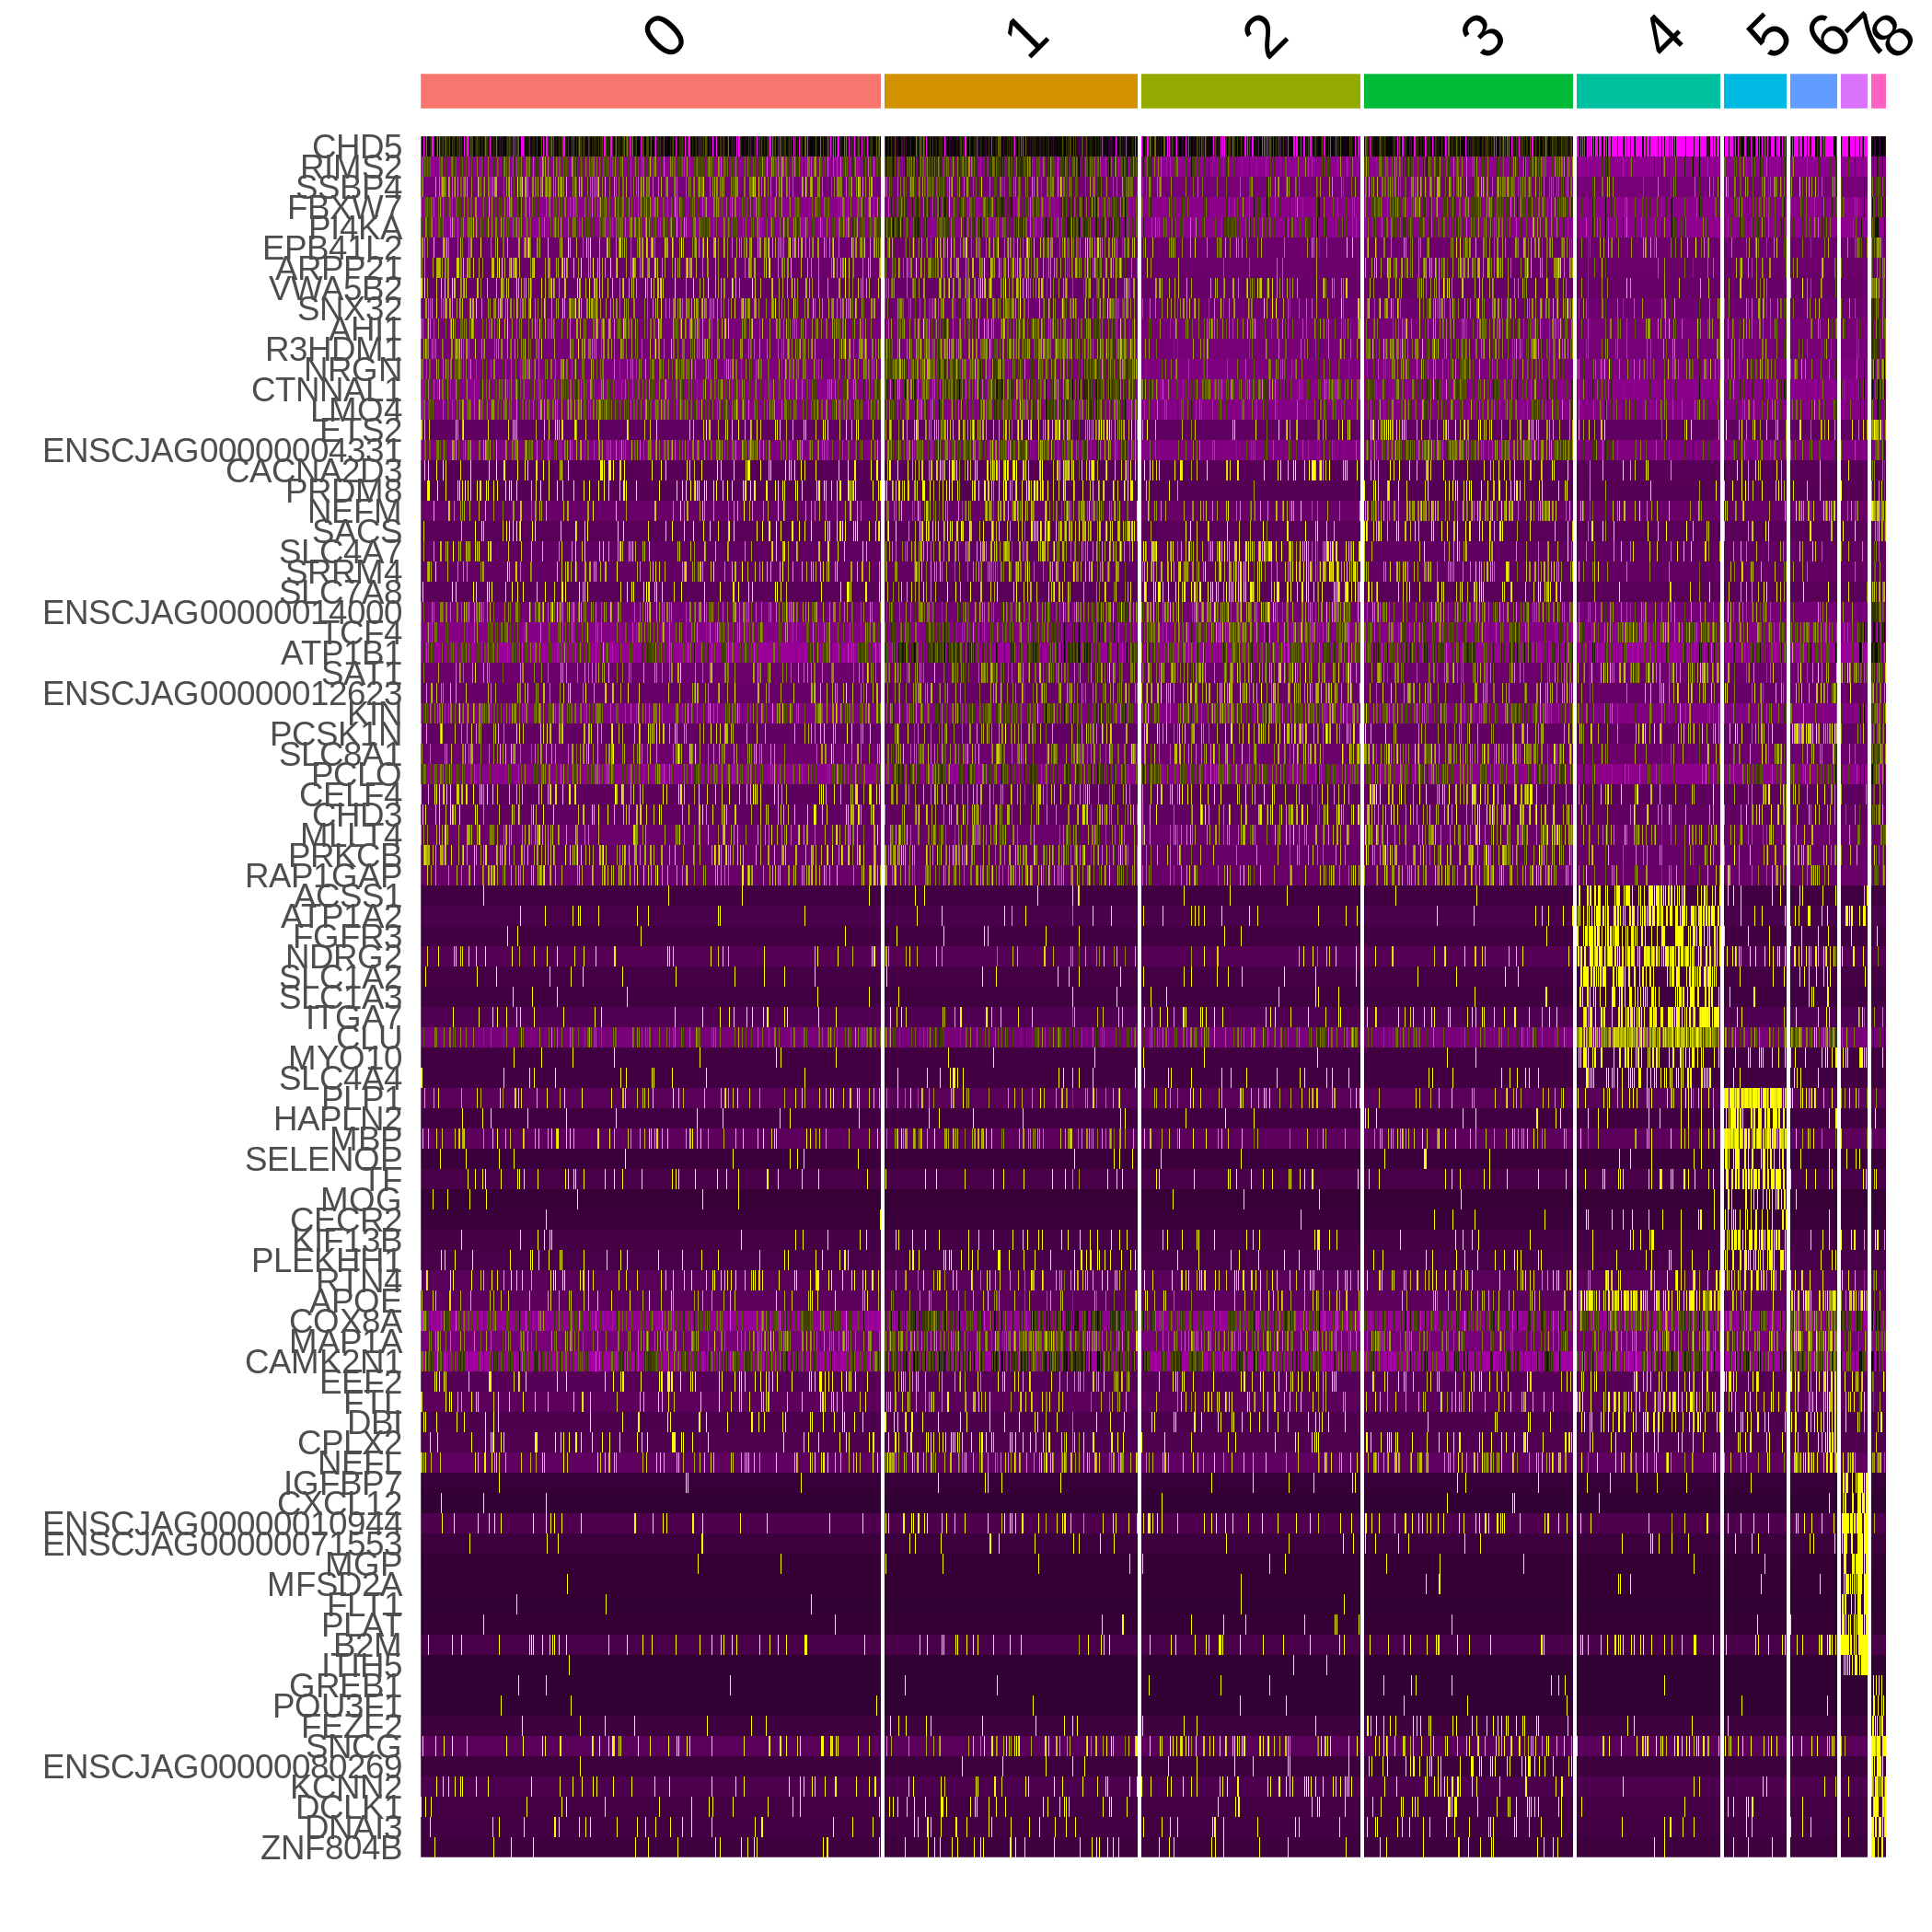 0 1 2 3 4 5 6 7 8
CHD5
RIMS2
SSBP4
FBXW7
PI4KA
EPB41L2
ARPP21
VWA5B2
SNX32
AHI1
R3HDM1
NRGN
CTNNAL1
LMO4
ETS2
ENSCJAG00000004331
CACNA2D3
PRDM8
NEFM
SACS
SLC4A7
SRRM4
SLC7A8
ENSCJAG00000014000
TCF4
ATP1B1
SAT1
ENSCJAG00000012623
KTN
PCSK1N
SLC8A1
PCLO
CELF4
CHD3
MLLT4
PRKCB
RAP1GAP
ACSS1
ATP1A2
FGFR3
NDRG2
SLC1A2
SLC1A3
ITGA7
CLU
MYO10
SLC4A4
PLP1
HAPLN2
MBP
SELENOP
TF
MOG
CECR2
KIF13B
PLEKHH1
RTN4
APOE
COX8A
MAP1A
CAMK2N1
EEF2
FTL
DBI
CPLX2
NEFL
IGFBP7
CXCL12
ENSCJAG00000010944
ENSCJAG00000071553
MGP
MFSD2A
FLT1
PLAT
B2M
ITIH5
GREB1
POU3F1
FEZF2
SNCG
ENSCJAG00000080269
KCNN2
DCLK1
ZNF804B